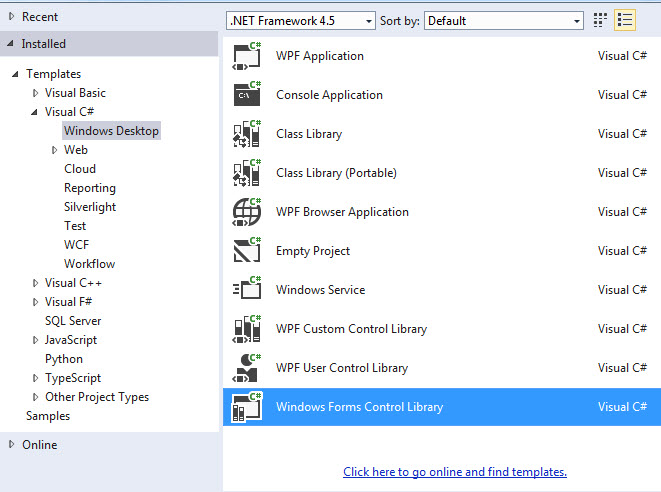 Recent
Installed
Templates
Visual Basic
Visual C#
Windows Desktop
Web
Cloud
Reporting
Silverlight
Test
WCF
Workflow
Visual C++
Visual F#
SQL Server
JavaScript
Python
TypeScript
Other Project Types
Samples
Online
.NET Framework 4.5 Sort by: Default
C# WPF Application Visual C#
C# C:\ Console Application Visual C#
C# Class Library Visual C#
C# Class Library (Portable) Visual C#
C# WPF Browser Application Visual C#
C# Empty Project Visual C#
C# Windows Service Visual C#
C# WPF Custom Control Library Visual C#
C# WPF User Control Library Visual C#
C# Windows Forms Control Library Visual C#
Click here to go online and find templates.